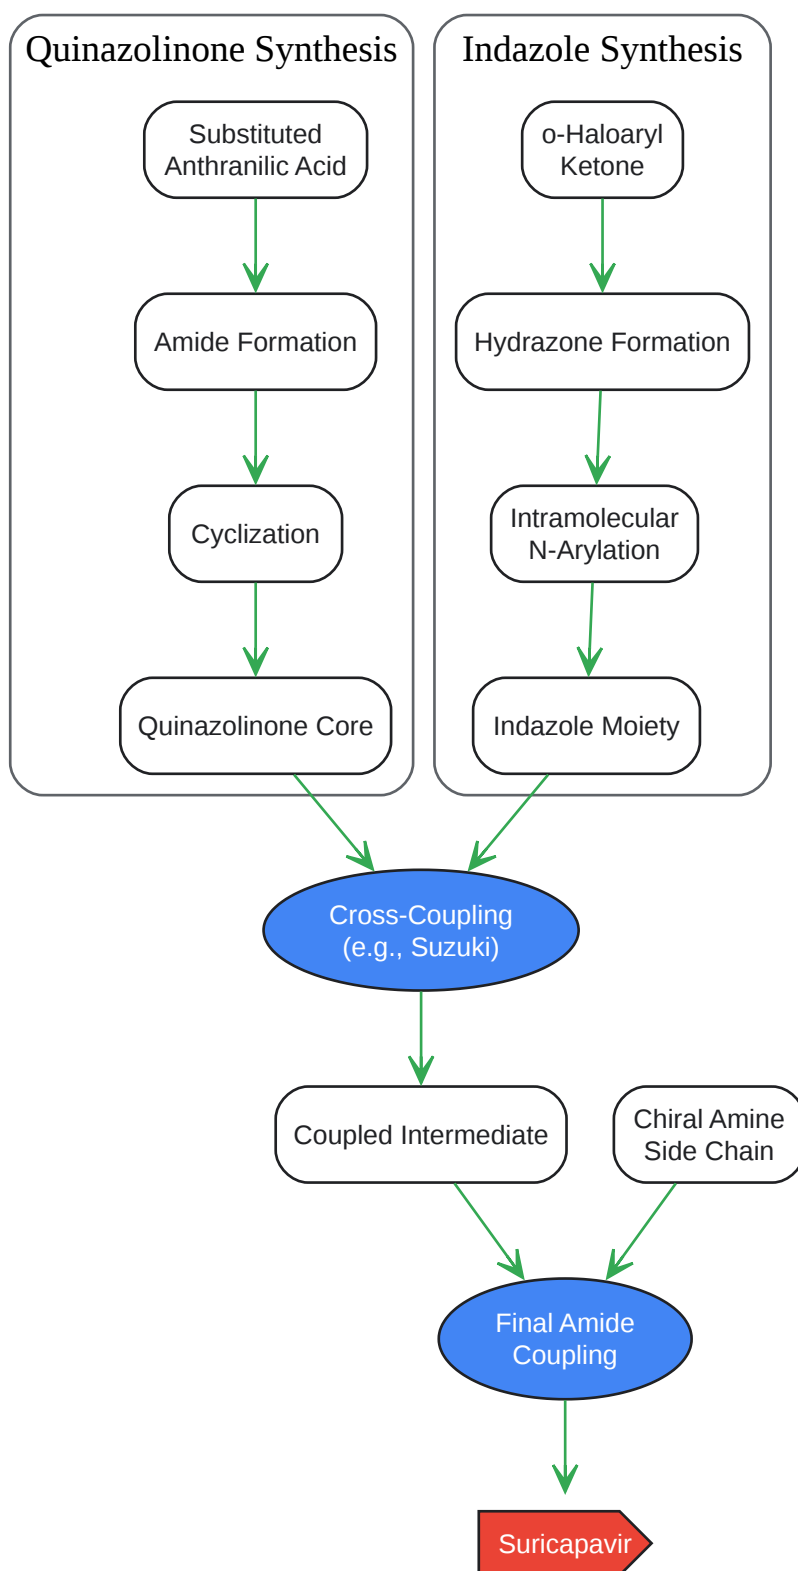 Quinazolinone Synthesis
Substituted
Anthranilic Acid
Amide Formation
Cyclization
Quinazolinone Core
Indazole Synthesis
o-Haloaryl
Ketone
Hydrazone Formation
Intramolecular
N-Arylation
Indazole Moiety
Cross-Coupling
(e.g., Suzuki)
Coupled Intermediate
Chiral Amine
Side Chain
Final Amide
Coupling
Suricapavir